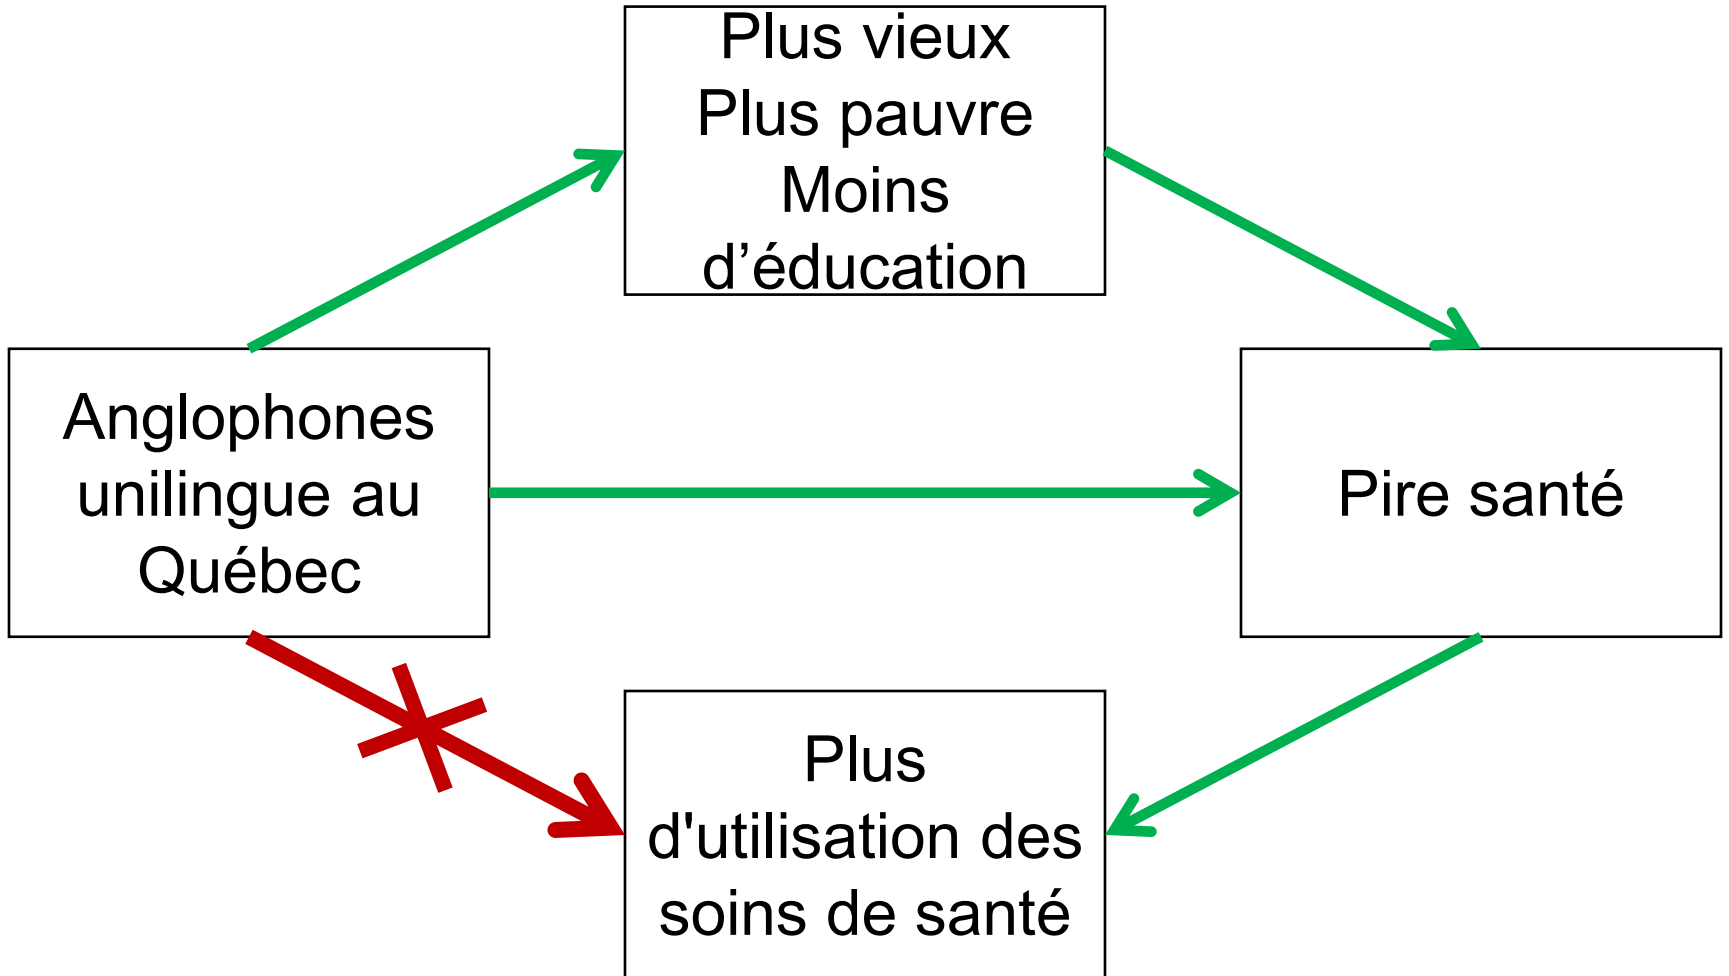 Plus vieux
Plus pauvre
Moins
d’éducation
Anglophones
unilingue au
Québec
Pire santé
Plus
d'utilisation des
soins de santé